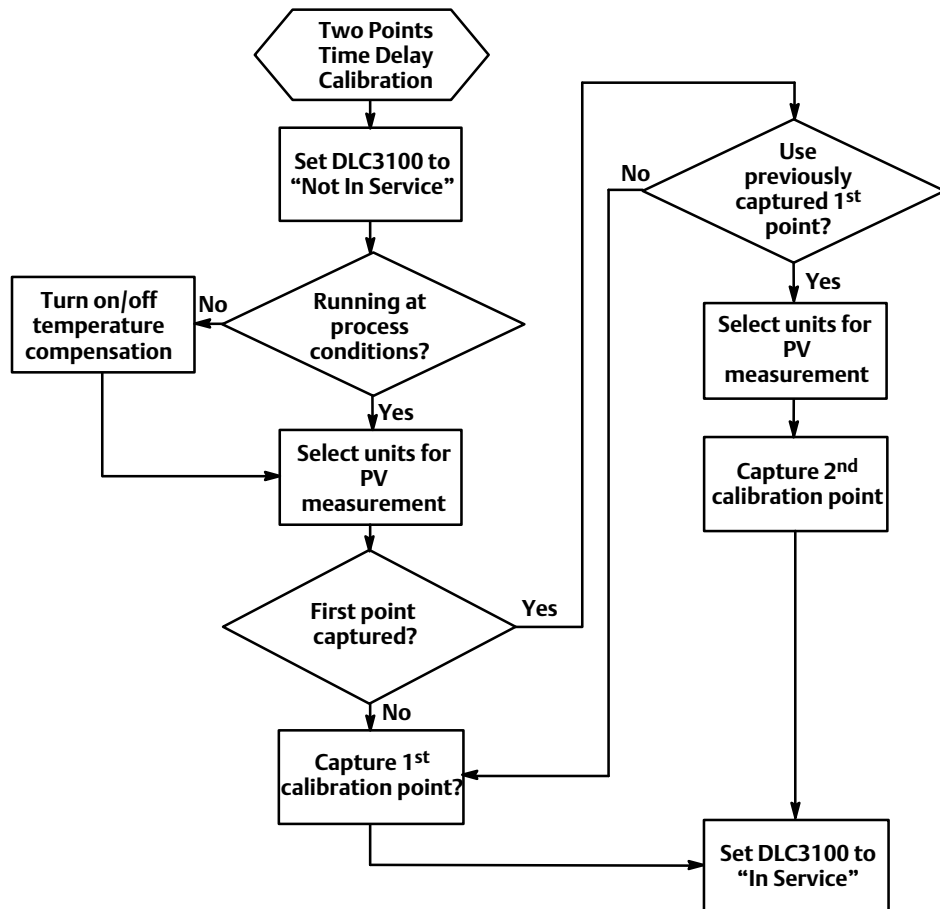 Two Points
Time Delay
Calibration
Set DLC3100 to
“Not In Service”
Running at
process
conditions?
No
Turn on/off
temperature
compensation
Yes
Select units for
PV
measurement
First point
captured?
Yes
No
Capture 1st
calibration point?
Use
previously
captured 1st
point?
No
Yes
Select units for
PV
measurement
Capture 2nd
calibration point
Set DLC3100 to
“In Service”